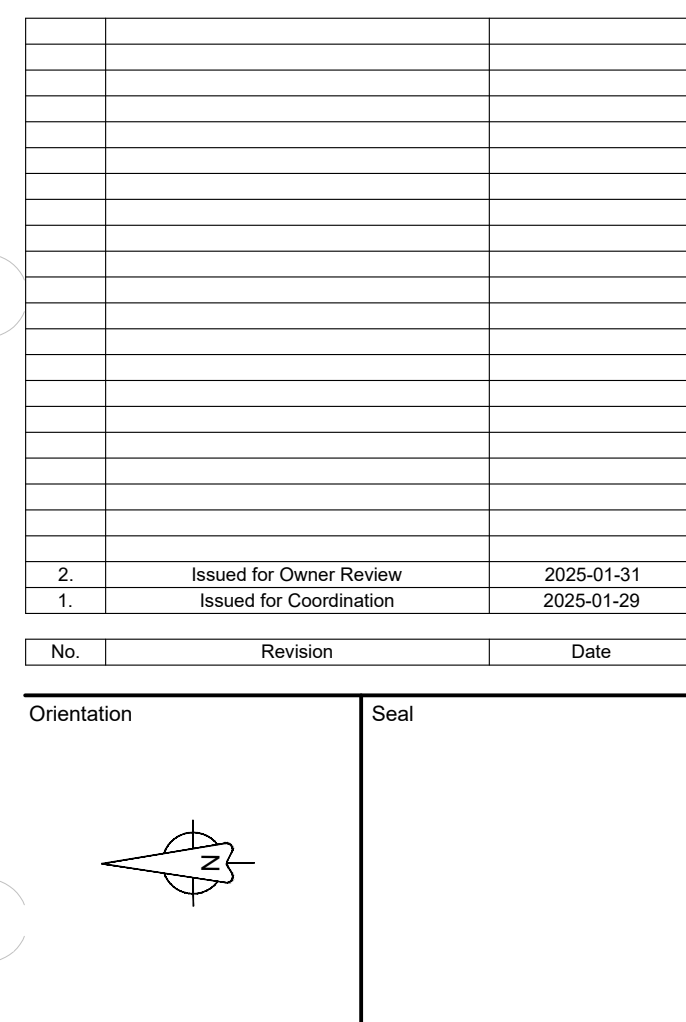 2. Issued for Owner Review 2025-01-31
1. Issued for Coordination 2025-01-29
No. Revision Date
Orientation Seal
N